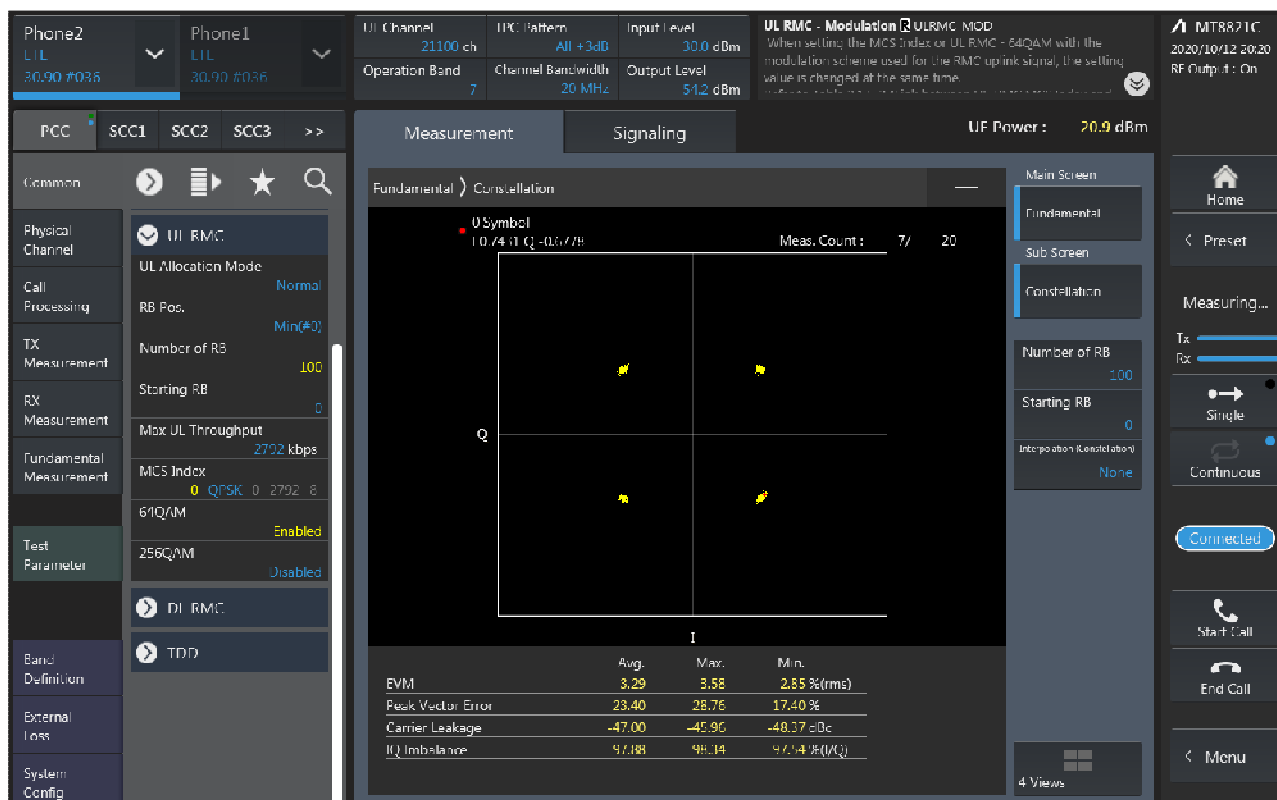 Phone2
LTE
30.90 #036
Phone1
LTE
30.90 #036
UL Channel
21100 ch
TPC Pattern
All +3dB
Input Level
30.0 dBm
Operation Band
7
Channel Bandwidth
20 MHz
Output Level
-54.2 dBm
UL RMC - Modulation R ULRMC_MOD
When setting the MCS Index or UL RMC - 64QAM with the
modulation scheme used for the RMC uplink signal, the setting
value is changed at the same time.
MT8821C
2020/10/12 20:20
RF Output : On
PCC
SCC1
SCC2
SCC3
>>
Measurement
Signaling
UE Power :
20.9 dBm
Common
Physical
Channel
Call
Processing
TX
Measurement
RX
Measurement
Fundamental
Measurement
Test
Parameter
Band
Definition
External
Loss
System
Config
UL RMC
UL Allocation Mode
Normal
RB Pos.
Min(#0)
Number of RB
100
Starting RB
0
Max UL Throughput
2792 kbps
MCS Index
0 QPSK 0 2792 8
64QAM
Enabled
256QAM
Disabled
DL RMC
TDD
Fundamental
Constellation
0 Symbol
I 0.7431 Q -0.6778
Meas. Count :
7/
20
Q
I
Avg.
Max.
Min.
EVM
3.29
3.58
2.85 %(rms)
Peak Vector Error
23.40
28.76
17.40 %
Carrier Leakage
-47.00
-45.96
-48.37 dBc
IQ Imbalance
97.88
98.34
97.54 %(I/Q)
Main Screen
Fundamental
Sub Screen
Constellation
Number of RB
100
Starting RB
0
Interpolation (Constellation)
None
4 Views
Home
Preset
Measuring...
Tx
Rx
Single
Continuous
Connected
Start Call
End Call
Menu